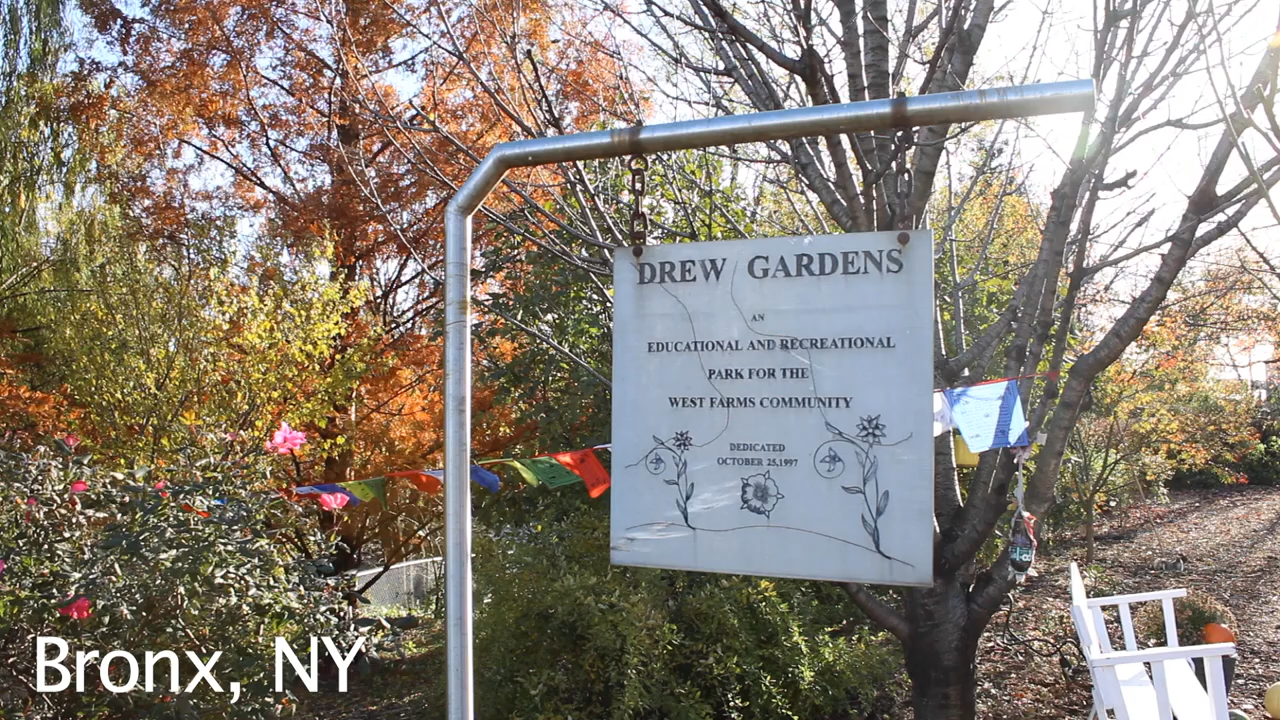 DREW GARDENS
AN
EDUCATIONAL AND RECREATIONAL
PARK FOR THE
WEST FARMS COMMUNITY
DEDICATED
OCTOBER 25,1997
Bronx, NY